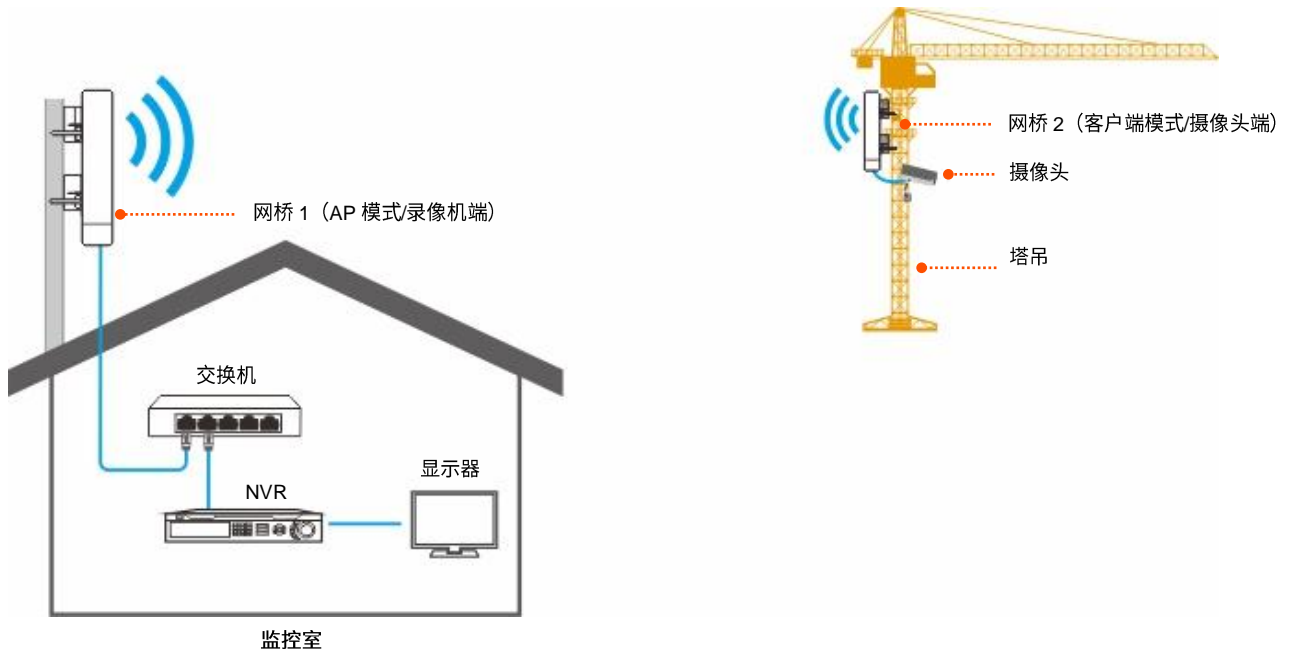 网桥 2（客户端模式/摄像头端）
摄像头
网桥 1（AP 模式/录像机端）
塔吊
交换机
显示器
NVR
监控室